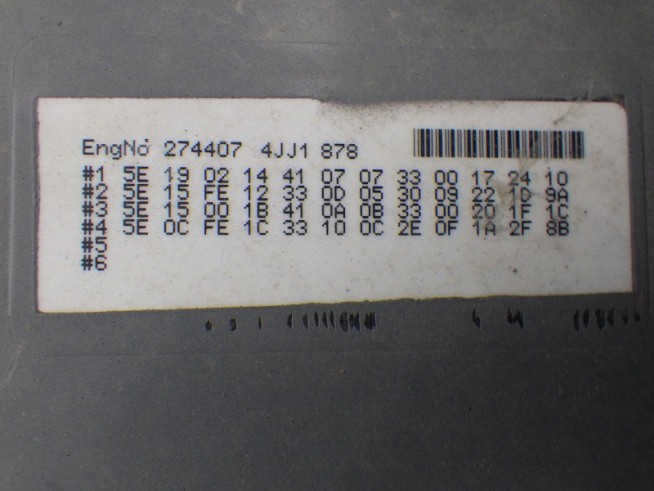 EngNo 274407 4JJ1 878
#1 5E 19 02 14 41 07 07 33 00 17 24 10
#2 5E 15 FE 12 33 0D 05 30 09 22 1D 9A
#3 5E 15 00 1B 41 0A 0B 33 00 20 1F 1C
#4 5E 0C FE 1C 33 10 0C 2E 0F 1A 2F 8B
#5
#6